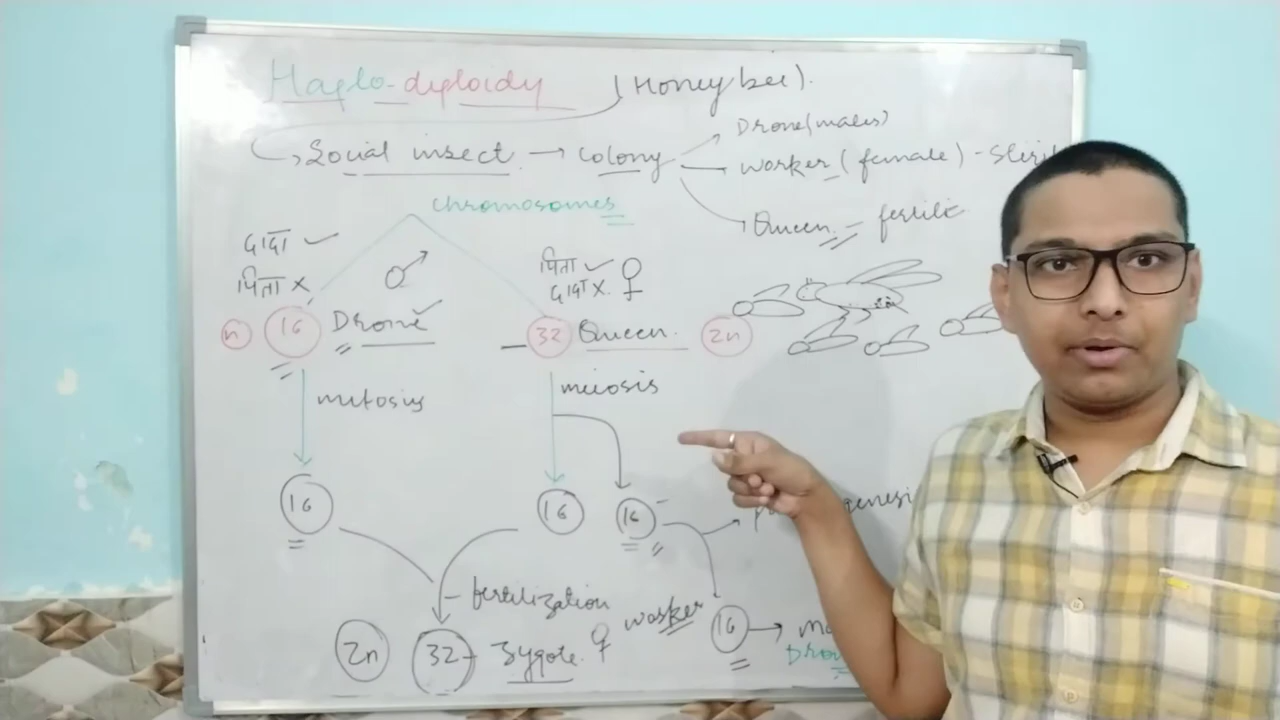 Haplo-diploidy (Honey bee).
Social insect → colony
Drone (males)
worker (female) -
Queen - fertile
chromosomes
दादा ✓
पिता ×
♂
n 16 Drone ✓
पिता ✓ ♀
दादा ×
32 Queen. 2n
mitosis
meiosis
16
16
16
fertilization
2n 32 - Zygote. ♀ worker
16 →